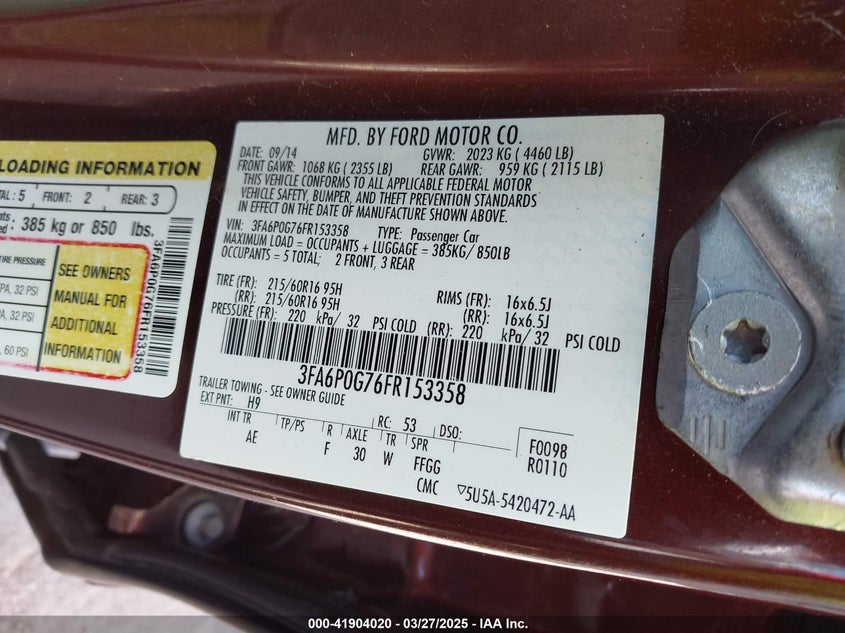 LOADING INFORMATION
TAL: 5 FRONT: 2 REAR: 3
385 kg or 850 lbs.
TIRE PRESSURE
PA, 32 PSI
PA, 32 PSI
, 60 PSI
SEE OWNERS
MANUAL FOR
ADDITIONAL
INFORMATION
3FA6P0G76FR153358
MFD. BY FORD MOTOR CO.
DATE: 09/14 GVWR: 2023 KG ( 4460 LB)
FRONT GAWR: 1068 KG ( 2355 LB) REAR GAWR: 959 KG ( 2115 LB)
THIS VEHICLE CONFORMS TO ALL APPLICABLE FEDERAL MOTOR
VEHICLE SAFETY, BUMPER, AND THEFT PREVENTION STANDARDS
IN EFFECT ON THE DATE OF MANUFACTURE SHOWN ABOVE.
VIN: 3FA6P0G76FR153358 TYPE: Passenger Car
MAXIMUM LOAD = OCCUPANTS + LUGGAGE = 385KG/ 850LB
OCCUPANTS = 5 TOTAL; 2 FRONT, 3 REAR
TIRE (FR): 215/60R16 95H RIMS (FR): 16x6.5J
(RR): 215/60R16 95H (RR): 16x6.5J
PRESSURE (FR): 220 kPa/ 32 PSI COLD (RR): 220 kPa/ 32 PSI COLD
3FA6P0G76FR153358
TRAILER TOWING - SEE OWNER GUIDE
EXT PNT: H9 RC: 53 DSO: F0098
INT TR TP/PS R AXLE TR SPR R0110
AE F 30 W FFGG
CMC ▽5U5A-5420472-AA
000-41904020 — 03/27/2025 — IAA Inc.